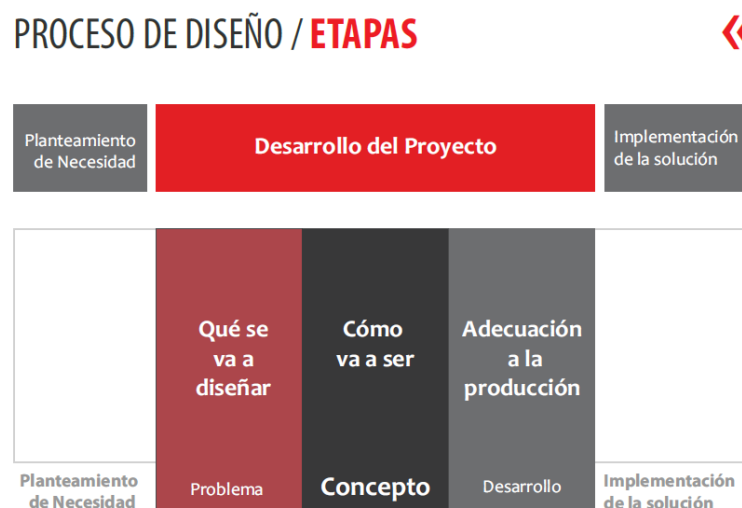 PROCESO DE DISEÑO / ETAPAS
Planteamiento
de Necesidad
Desarrollo del Proyecto
Implementación
de la solución
Qué se
va a
diseñar
Cómo
va a ser
Adecuación
a la
producción
Planteamiento
de Necesidad
Problema
Concepto
Desarrollo
Implementación
de la solución